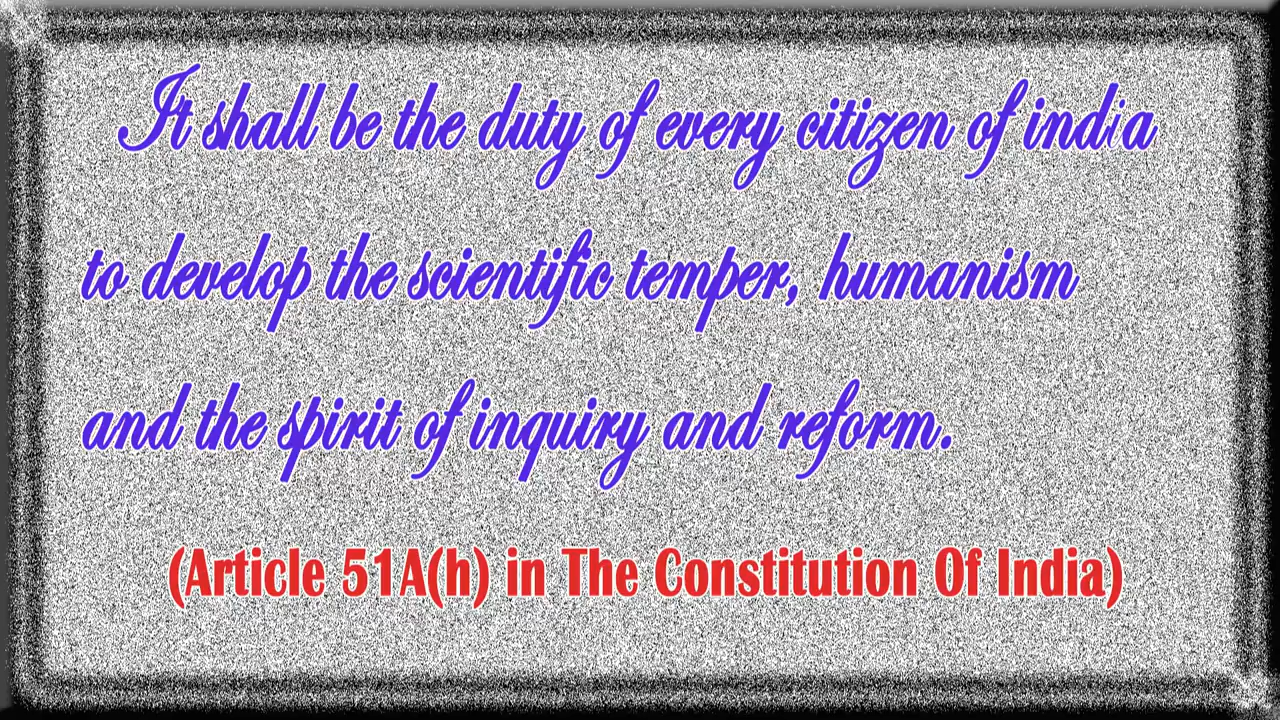 It shall be the duty of every citizen of india
to develop the scientific temper, humanism
and the spirit of inquiry and reform.
(Article 51A(h) in The Constitution Of India)